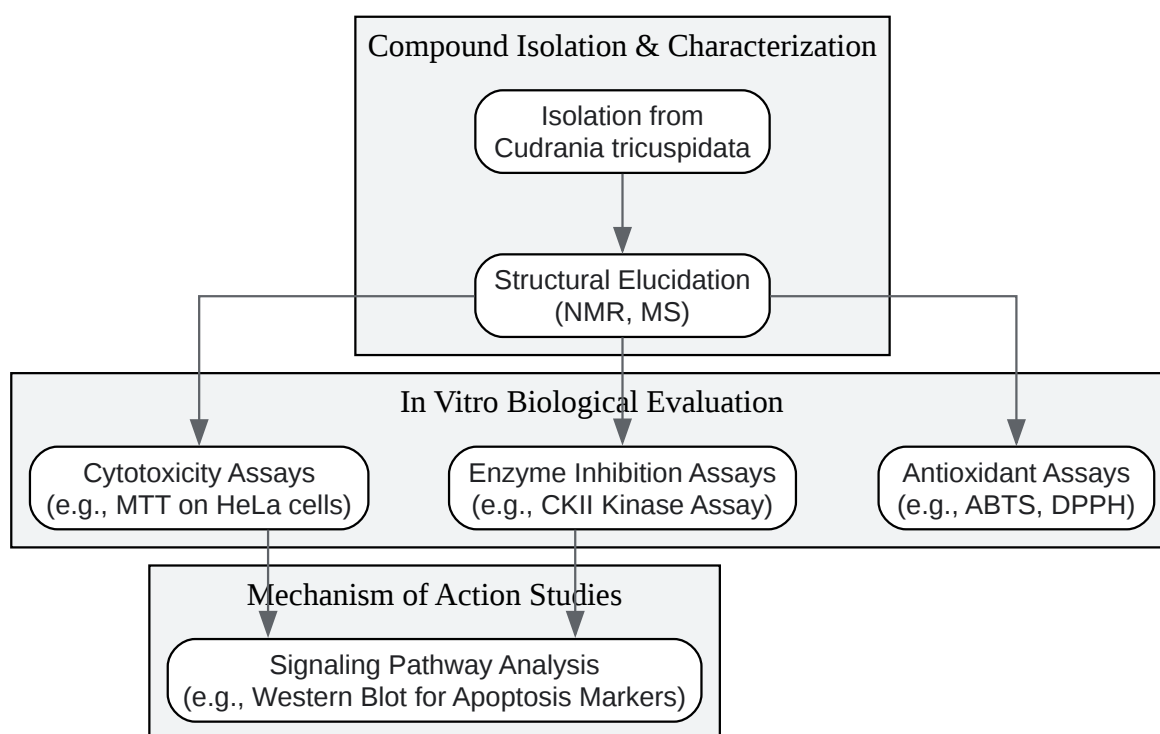 Compound Isolation & Characterization
Isolation from
Cudrania tricuspidata
Structural Elucidation
(NMR, MS)
In Vitro Biological Evaluation
Cytotoxicity Assays
(e.g., MTT on HeLa cells)
Enzyme Inhibition Assays
(e.g., CKII Kinase Assay)
Antioxidant Assays
(e.g., ABTS, DPPH)
Mechanism of Action Studies
Signaling Pathway Analysis
(e.g., Western Blot for Apoptosis Markers)